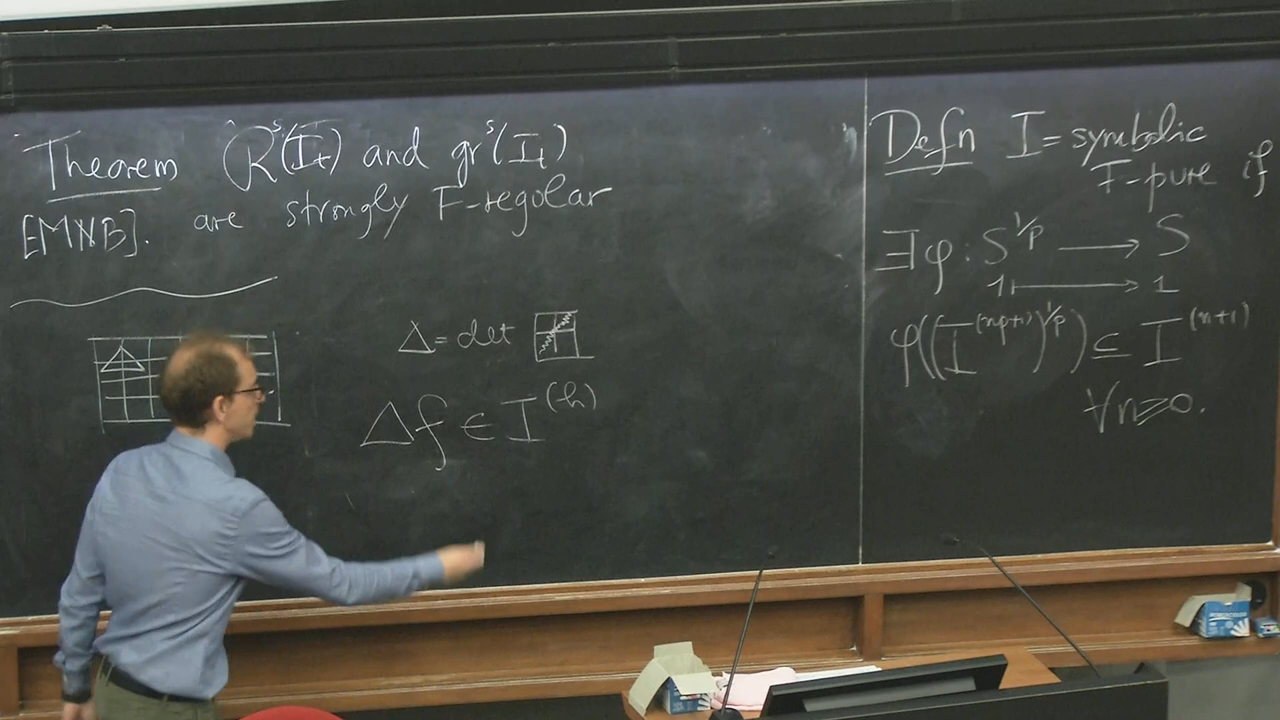 Theorem R^s(I_t) and gr^s(I_t)
[MNB]. are strongly F-regular
Δ = det
Δf ∈ I^(h)
Defn I = symbolic
F-pure if
∃φ: S^{1/p} → S
1 ↦ 1
φ((I^{(np+1)})^{1/p}) ⊆ I^{(n+1)}
∀n≥0.